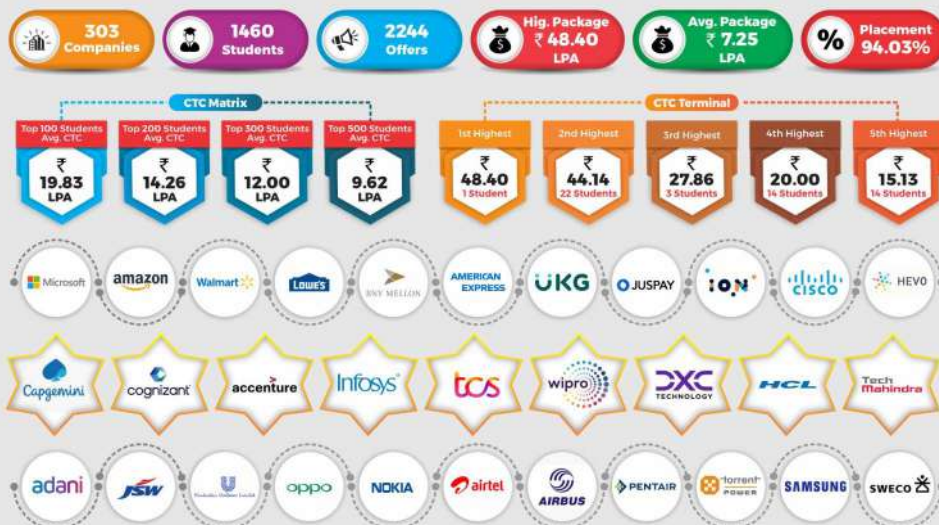 303
Companies
1460
Students
2244
Offers
Hig. Package
₹ 48.40
LPA
Avg. Package
₹ 7.25
LPA
%
Placement
94.03%
CTC Matrix
Top 100 Students
Avg. CTC
₹
19.83
LPA
Top 200 Students
Avg. CTC
₹
14.26
LPA
Top 300 Students
Avg. CTC
₹
12.00
LPA
Top 500 Students
Avg. CTC
₹
9.62
LPA
CTC Terminal
1st Highest
₹
48.40
1 Student
2nd Highest
₹
44.14
22 Students
3rd Highest
₹
27.86
3 Students
4th Highest
₹
20.00
14 Students
5th Highest
₹
15.13
14 Students
Microsoft
amazon
Walmart
LOWE'S
BNY MELLON
AMERICAN
EXPRESS
UKG
JUSPAY
ION
CISCO
HEVO
Capgemini
cognizant
accenture
Infosys
tcs
wipro
DXC
TECHNOLOGY
HCL
Tech
Mahindra
adani
JSW
Hindustan Unilever Limited
oppo
NOKIA
airtel
AIRBUS
PENTAIR
torrent
POWER
SAMSUNG
SWECO